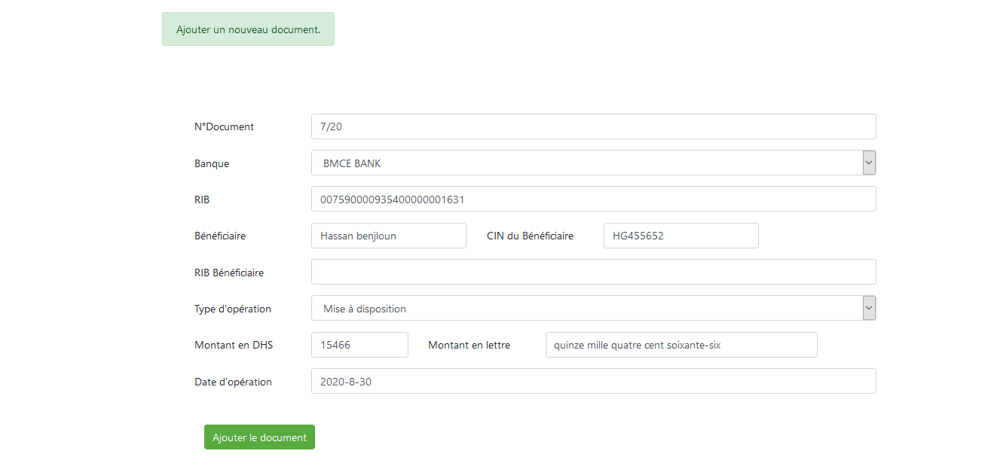 Ajouter un nouveau document.
N°Document 7/20
Banque BMCE BANK
RIB 007590000935400000001631
Bénéficiaire Hassan benjloun CIN du Bénéficiaire HG455652
RIB Bénéficiaire
Type d'opération Mise à disposition
Montant en DHS 15466 Montant en lettre quinze mille quatre cent soixante-six
Date d'opération 2020-8-30
Ajouter le document